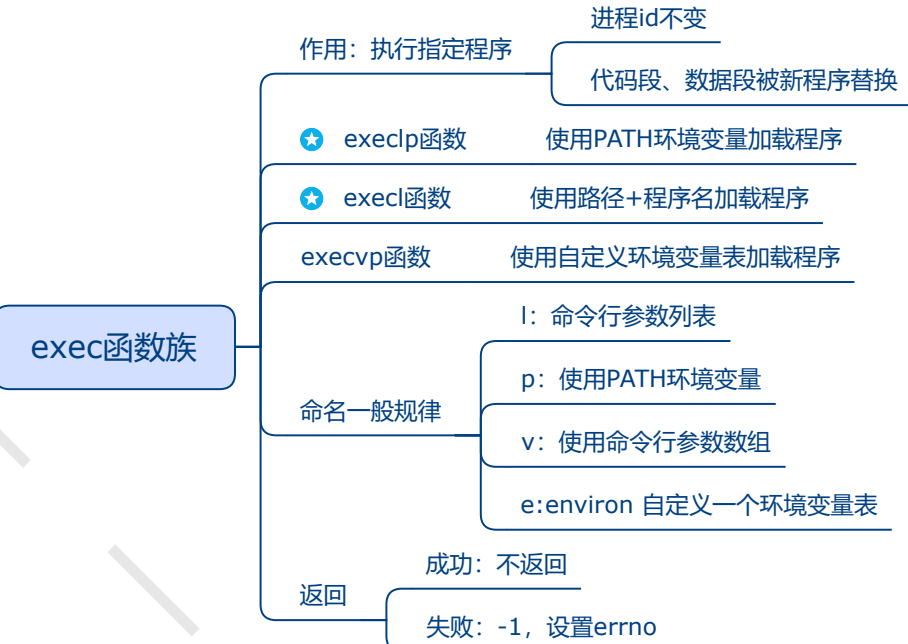 exec函数族
作用：执行指定程序
进程id不变
代码段、数据段被新程序替换
execlp函数 使用PATH环境变量加载程序
execl函数 使用路径+程序名加载程序
execvp函数 使用自定义环境变量表加载程序
命名一般规律
l：命令行参数列表
p：使用PATH环境变量
v：使用命令行参数数组
e:environ 自定义一个环境变量表
返回
成功：不返回
失败：-1，设置errno